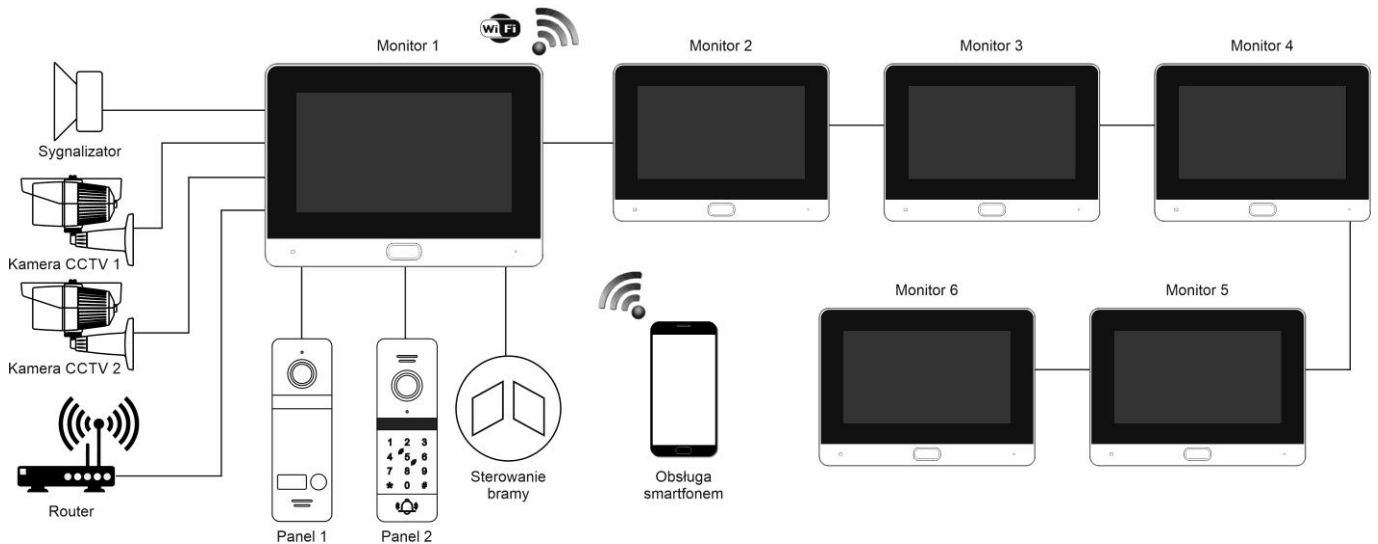 Monitor 1
WiFi
Monitor 2
Monitor 3
Monitor 4
Sygnalizator
Kamera CCTV 1
Kamera CCTV 2
Router
Monitor 6
Monitor 5
1 2 3
4 5 6
7 8 9
* 0 #
Sterowanie
bramy
Obsługa
smartfonem
Panel 1
Panel 2